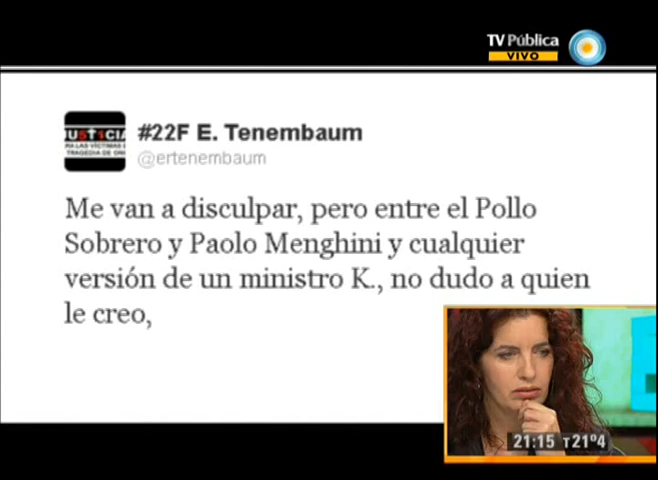 TV Pública
VIVO
#22F E. Tenembaum
@ertenembaum
Me van a disculpar, pero entre el Pollo
Sobrero y Paolo Menghini y cualquier
versión de un ministro K., no dudo a quien
le creo,
21:15 T21º4